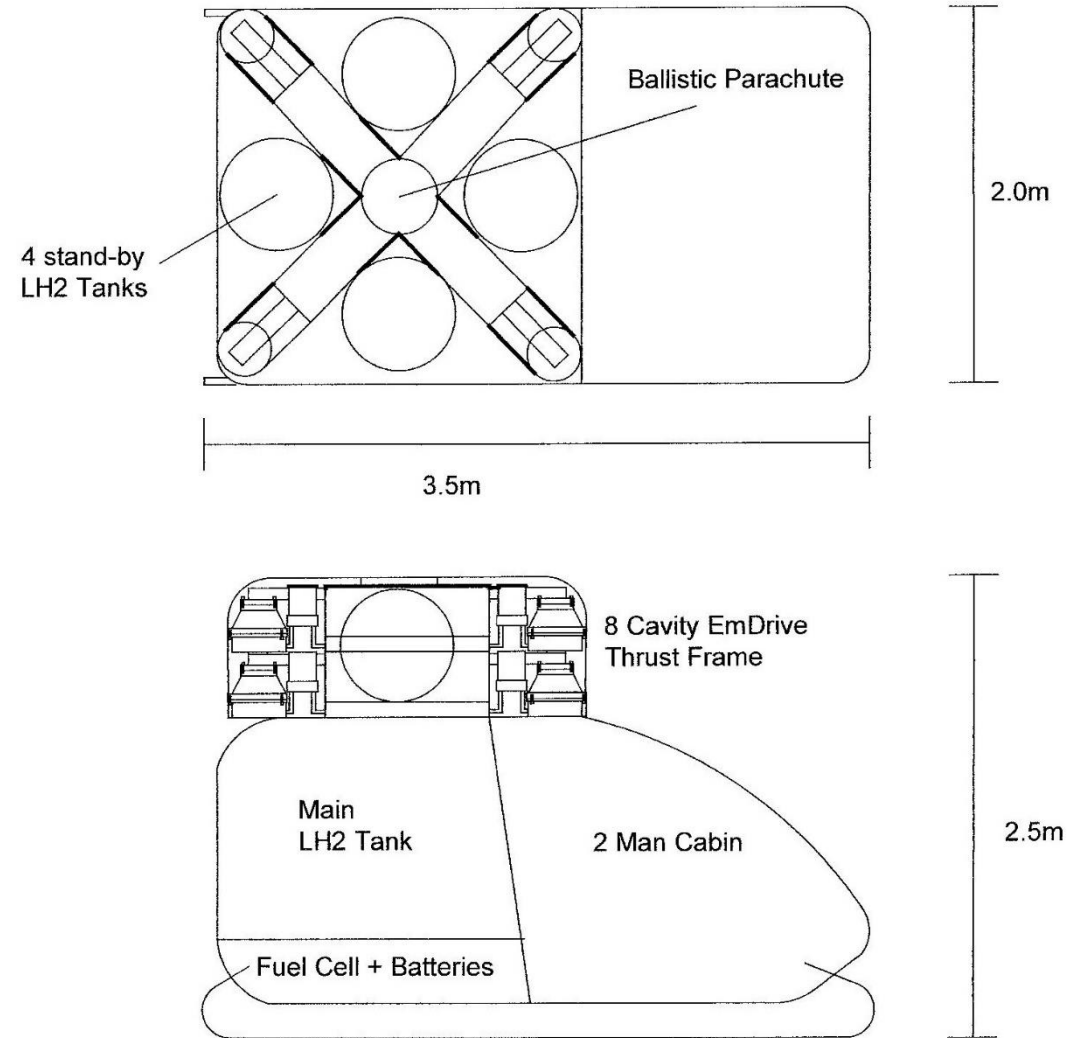 Ballistic Parachute
2.0m
4 stand-by
LH2 Tanks
3.5m
8 Cavity EmDrive
Thrust Frame
Main
LH2 Tank
2 Man Cabin
2.5m
Fuel Cell + Batteries